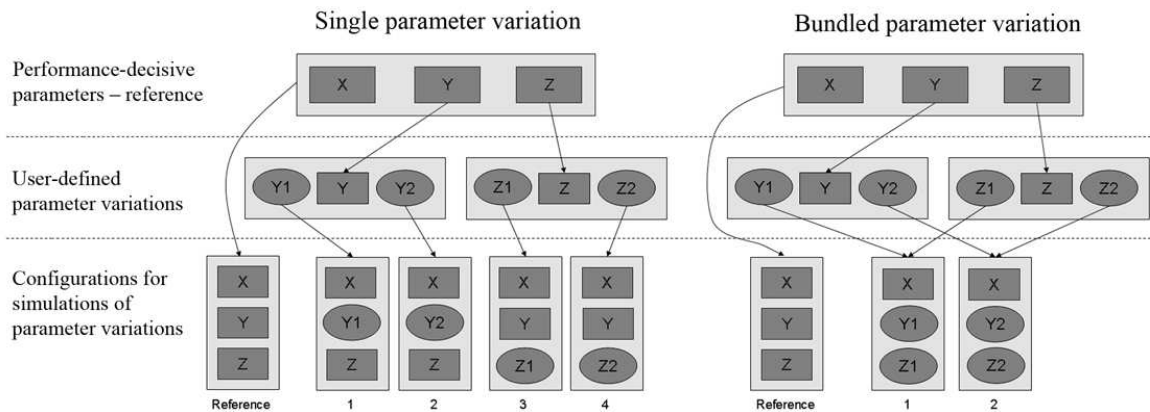 Single parameter variation
Bundled parameter variation
Performance-decisive
parameters – reference
X Y Z
X Y Z
User-defined
parameter variations
Y1 Y Y2 Z1 Z Z2
Y1 Y Y2 Z1 Z Z2
Configurations for
simulations of
parameter variations
X X X X X
Y Y1 Y2 Y Y
Z Z Z Z1 Z2
Reference 1 2 3 4
X X X
Y Y1 Y2
Z Z1 Z2
Reference 1 2